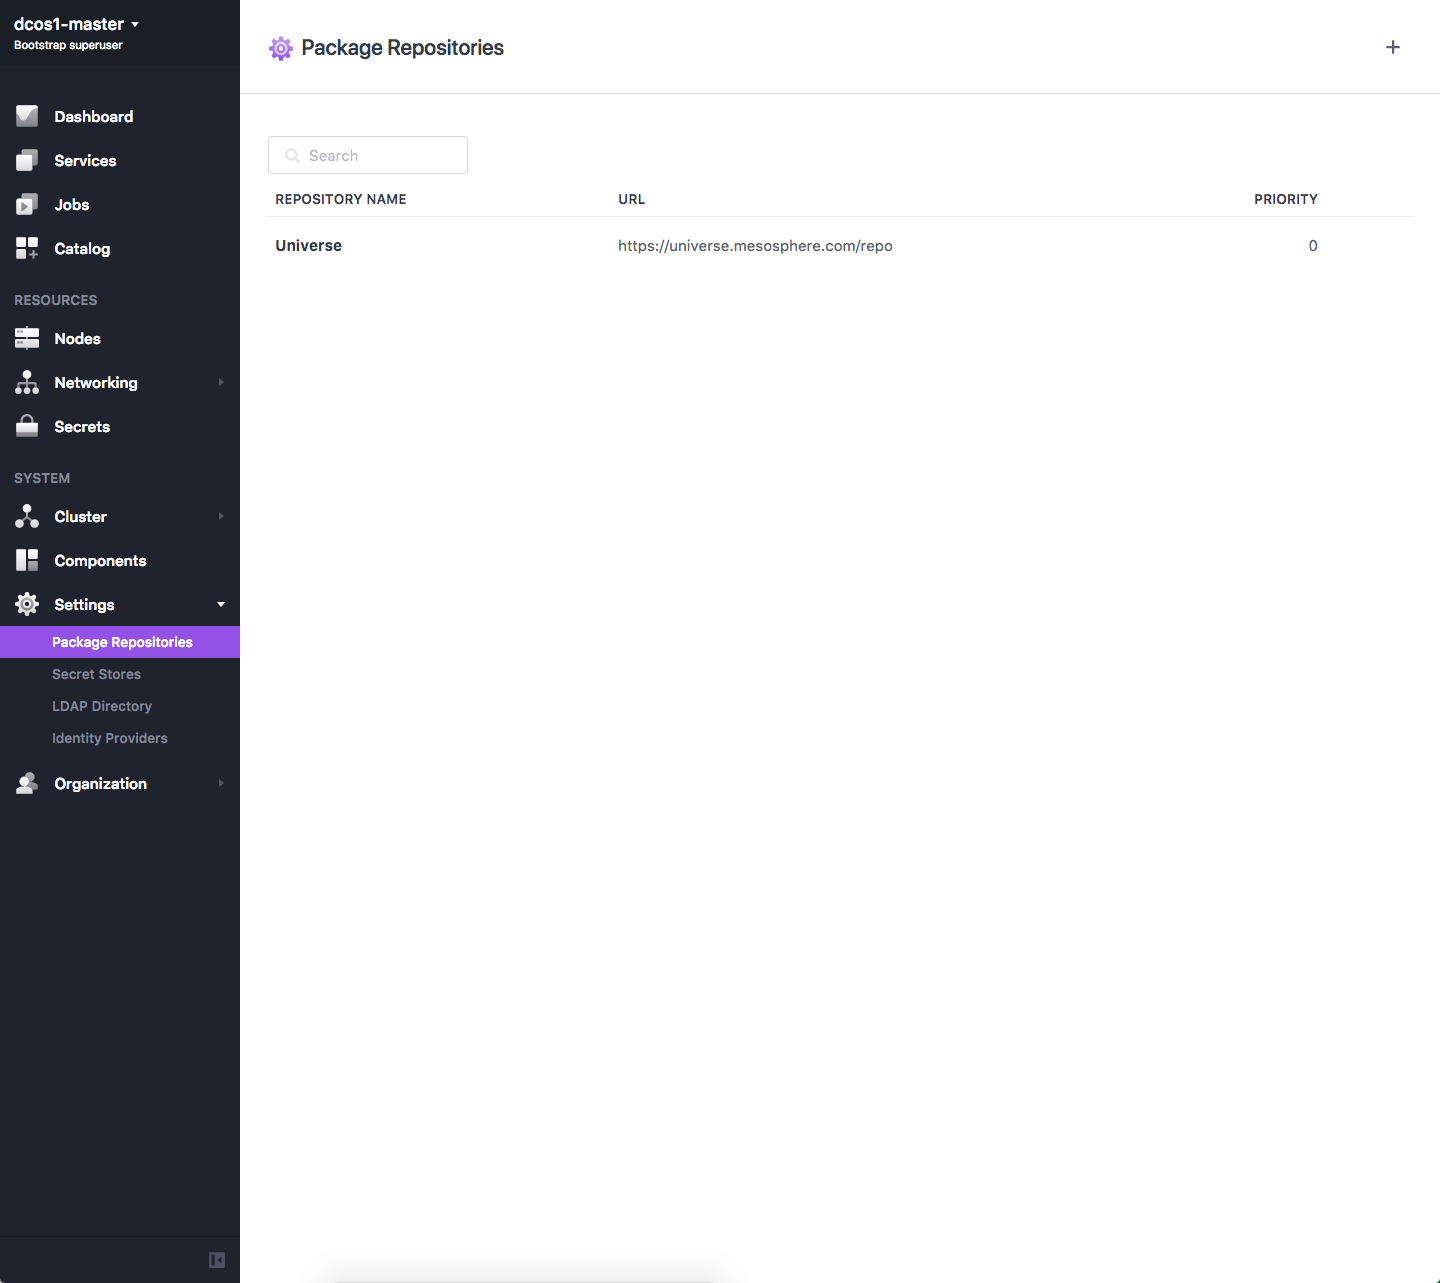 dcos1-master
Bootstrap superuser
Dashboard
Services
Jobs
Catalog
RESOURCES
Nodes
Networking
Secrets
SYSTEM
Cluster
Components
Settings
Package Repositories
Secret Stores
LDAP Directory
Identity Providers
Organization
Package Repositories
Search
REPOSITORY NAME URL PRIORITY
Universe https://universe.mesosphere.com/repo 0